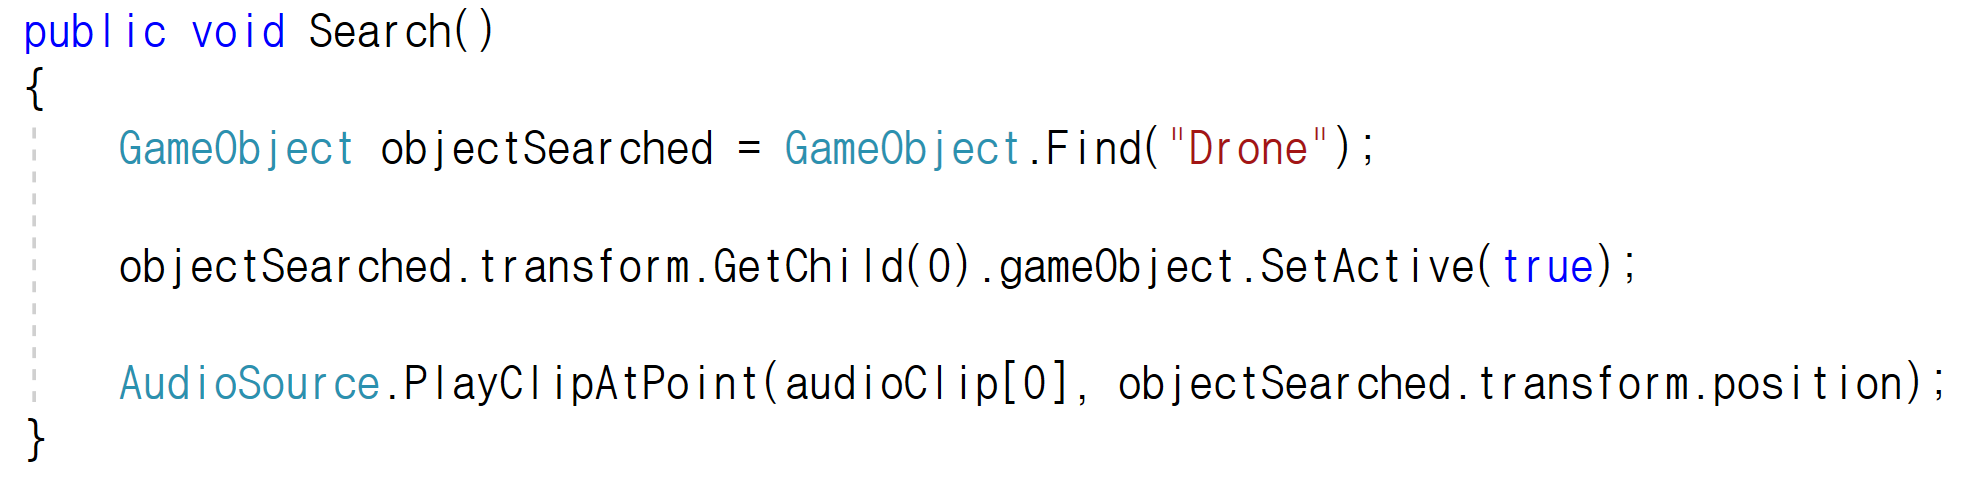 public void Search()
{
GameObject objectSearched = GameObject.Find("Drone");
objectSearched.transform.GetChild(0).gameObject.SetActive(true);
AudioSource.PlayClipAtPoint(audioClip[0], objectSearched.transform.position);
}